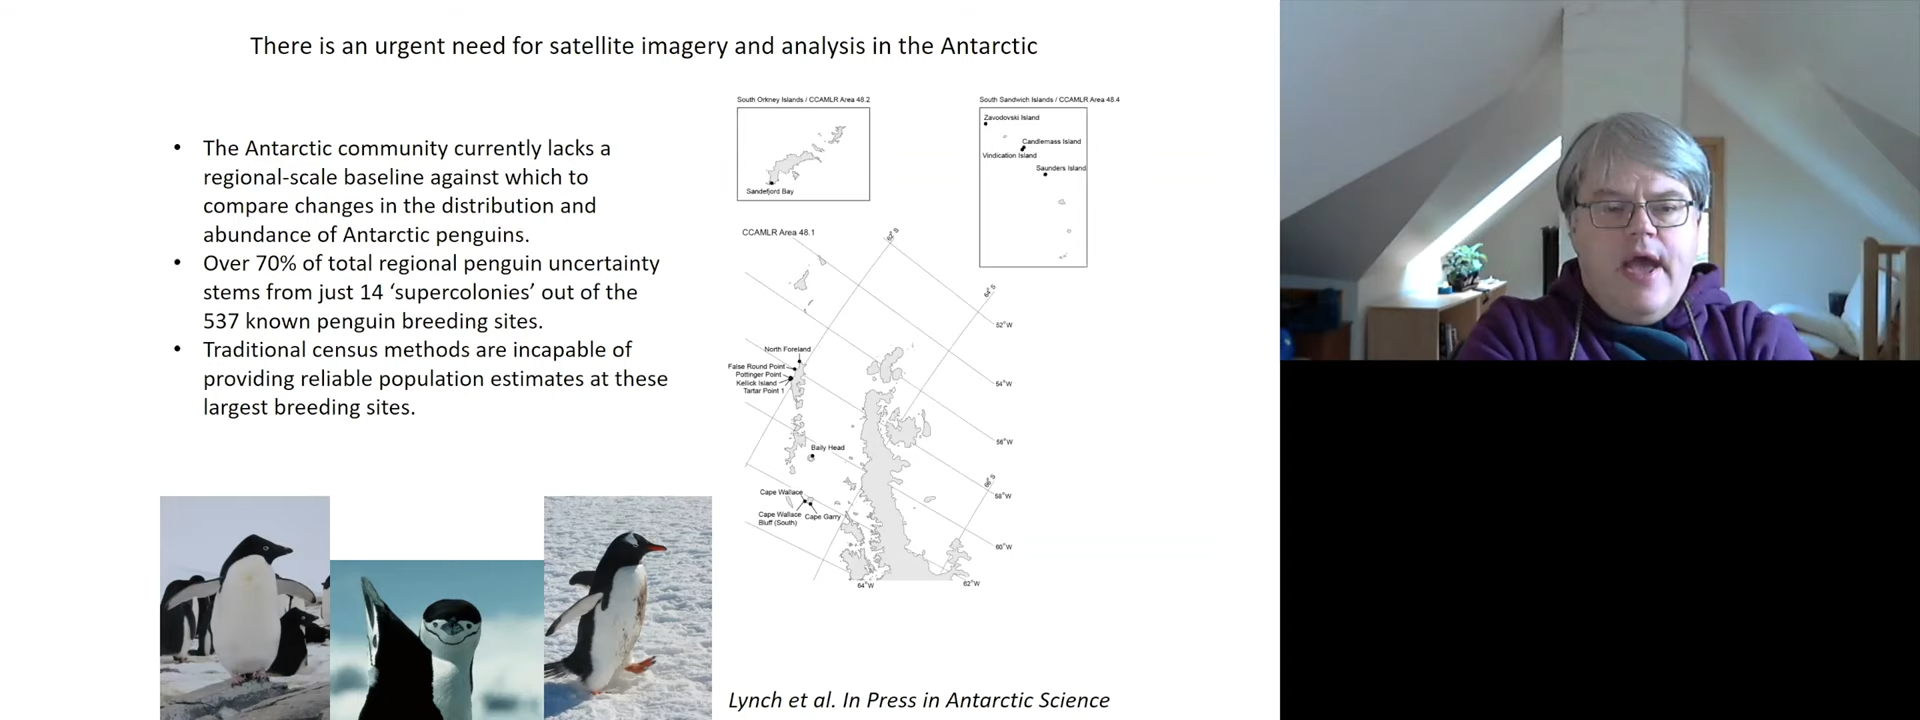 There is an urgent need for satellite imagery and analysis in the Antarctic
• The Antarctic community currently lacks a
regional-scale baseline against which to
compare changes in the distribution and
abundance of Antarctic penguins.
• Over 70% of total regional penguin uncertainty
stems from just 14 ‘supercolonies’ out of the
537 known penguin breeding sites.
• Traditional census methods are incapable of
providing reliable population estimates at these
largest breeding sites.
South Orkney Islands / CCAMLR Area 48.2
Sandefjord Bay
South Sandwich Islands / CCAMLR Area 48.4
Zavodovski Island
Candlemass Island
Vindication Island
Saunders Island
CCAMLR Area 48.1
62°S
64°S
52°W
North Foreland
False Round Point
Pottinger Point
Kellick Island
Tartar Point 1
54°W
56°W
Baily Head
66°S
58°W
Cape Wallace
Cape Wallace
Bluff (South)
Cape Garry
60°W
64°W
62°W
Lynch et al. In Press in Antarctic Science